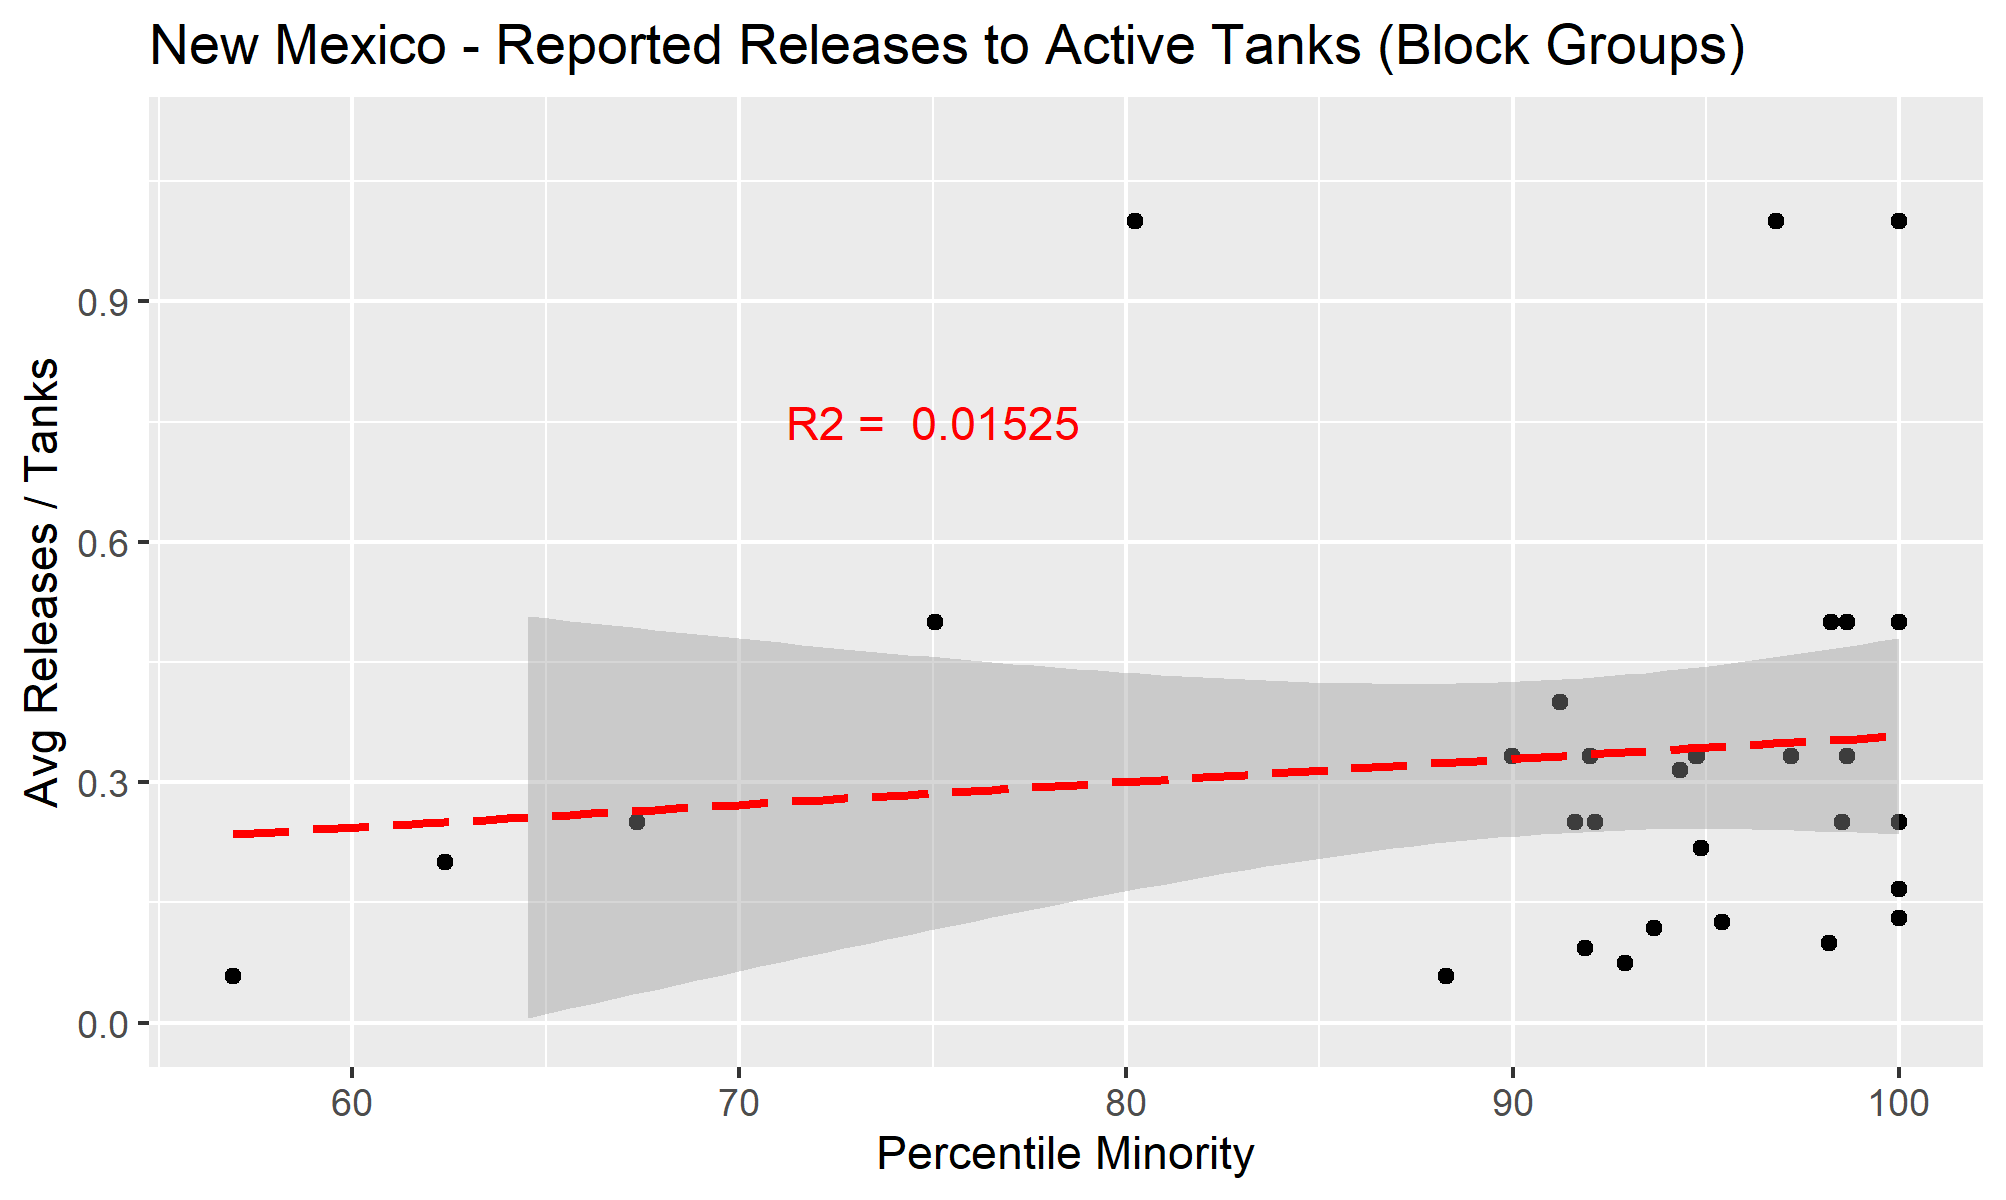 New Mexico - Reported Releases to Active Tanks (Block Groups)
R2 =  0.01525
Avg Releases / Tanks
0.9
0.6
0.3
0.0
60 70 80 90 100
Percentile Minority